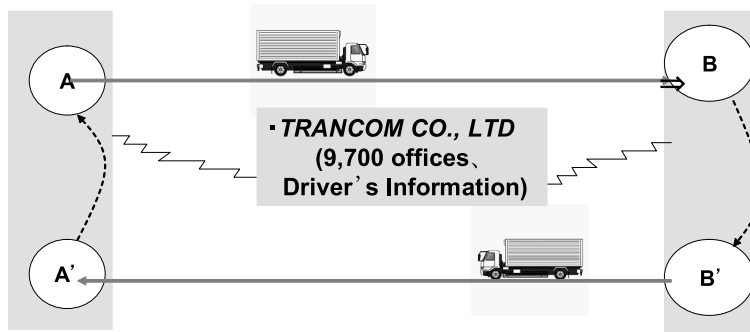 A
B
・TRANCOM CO., LTD
(9,700 offices、
Driver’s Information)
A’
B’